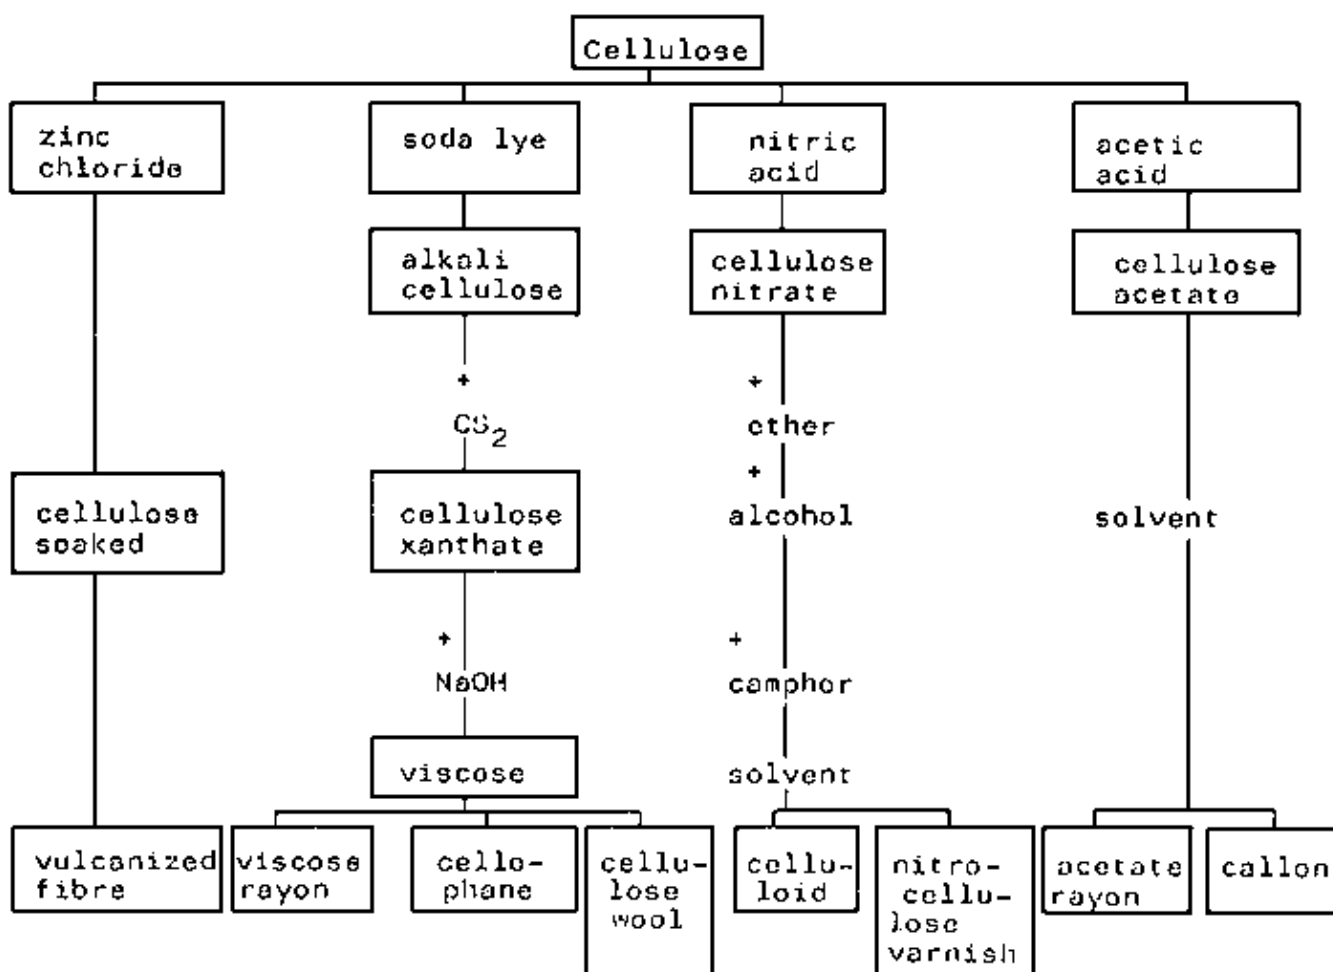 Cellulose
zinc
chloride
soda lye
nitric
acid
acetic
acid
alkali
cellulose
cellulose
nitrate
cellulose
acetate
+
CS2
+
ether
+
alcohol
cellulose
soaked
cellulose
xanthate
solvent
+
NaOH
+
camphor
viscose
solvent
vulcanized
fibre
viscose
rayon
cello-
phane
cellu-
lose
wool
cellu-
loid
nitro-
cellu-
lose
varnish
acetate
rayon
callon